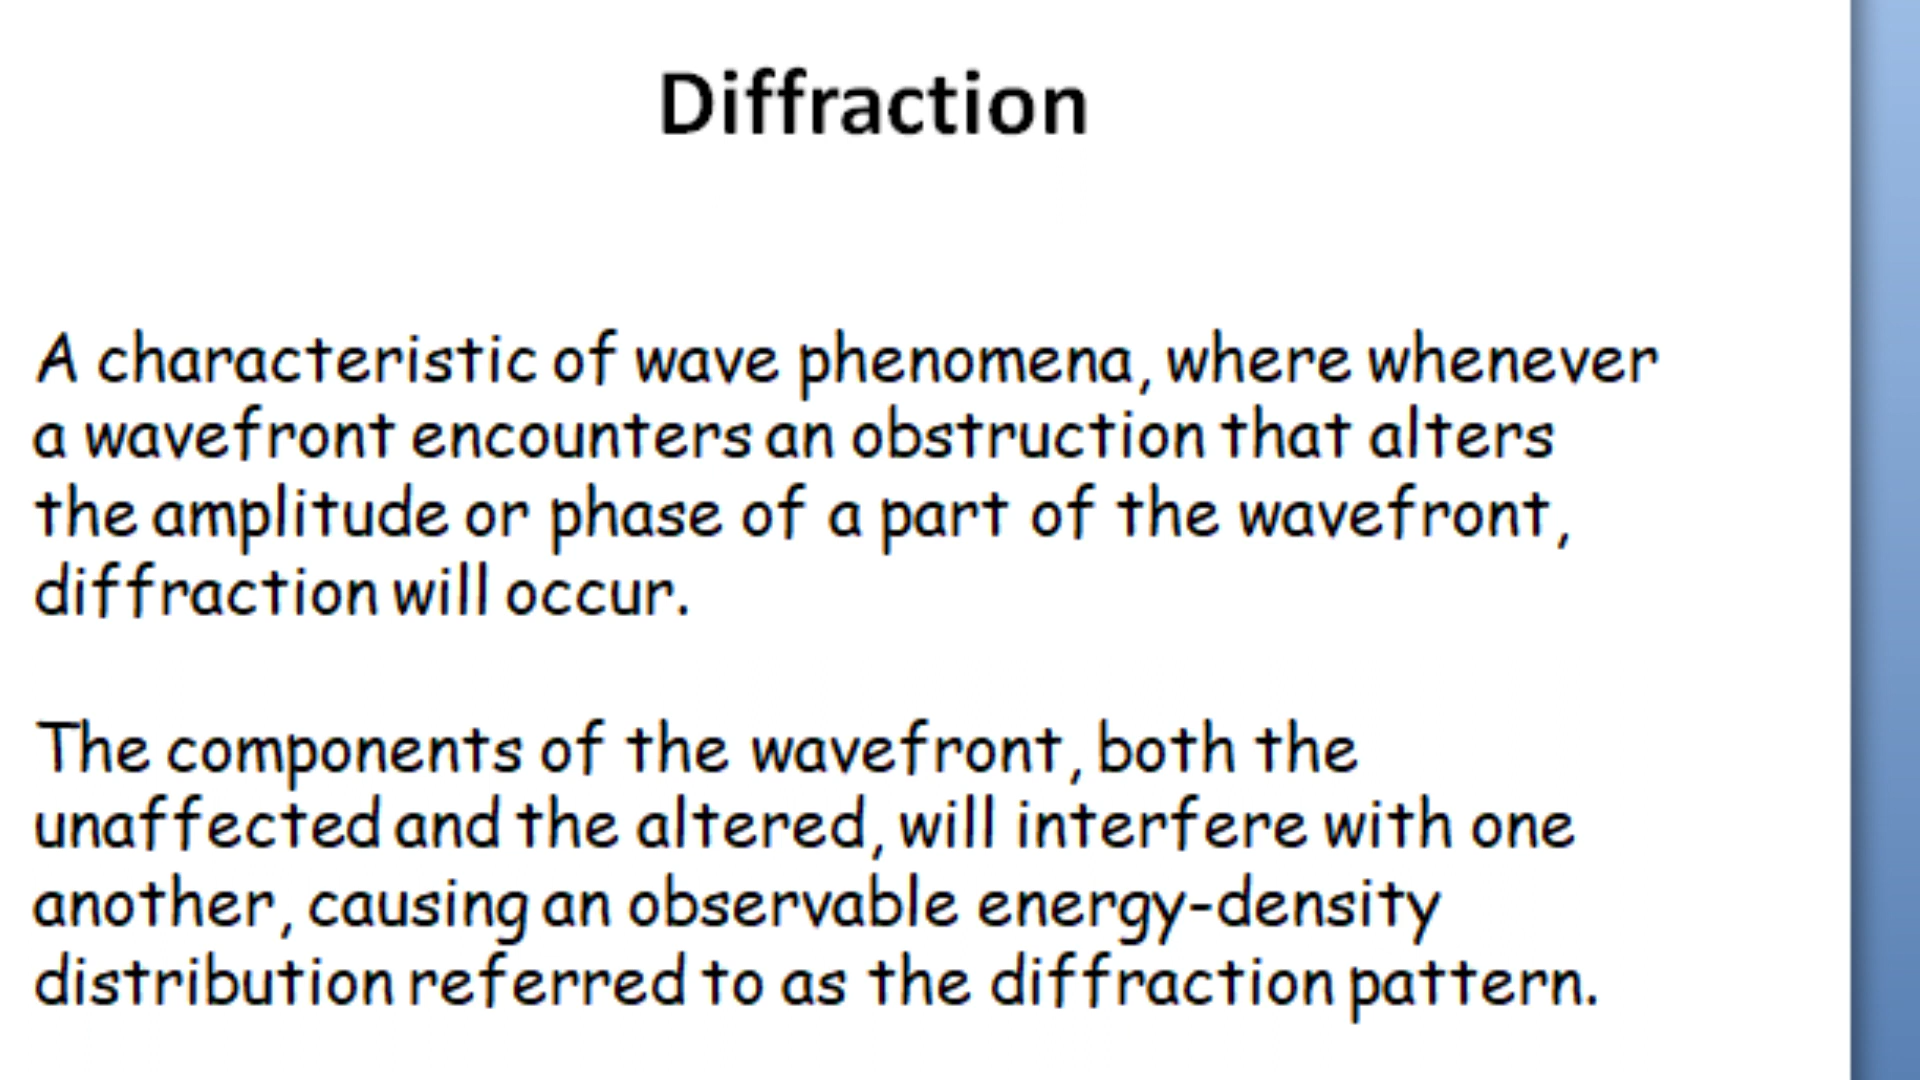 Diffraction
A characteristic of wave phenomena, where whenever
a wavefront encounters an obstruction that alters
the amplitude or phase of a part of the wavefront,
diffraction will occur.
The components of the wavefront, both the
unaffected and the altered, will interfere with one
another, causing an observable energy-density
distribution referred to as the diffraction pattern.